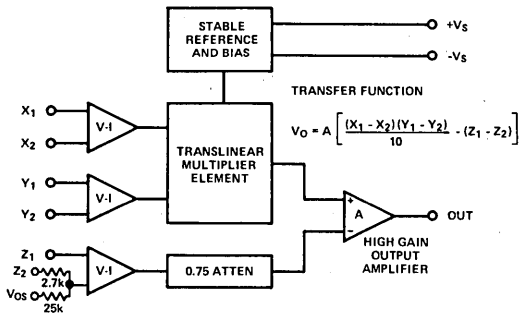 STABLE
REFERENCE
AND BIAS
+VS
-VS
TRANSFER FUNCTION
VO = A [ (X1 - X2) (Y1 - Y2) / 10 - (Z1 - Z2) ]
X1
X2
V-I
TRANSLINEAR
MULTIPLIER
ELEMENT
Y1
Y2
V-I
+
A
−
OUT
HIGH GAIN
OUTPUT
AMPLIFIER
Z1
Z2
2.7k
V-I
0.75 ATTEN
VOS
25k